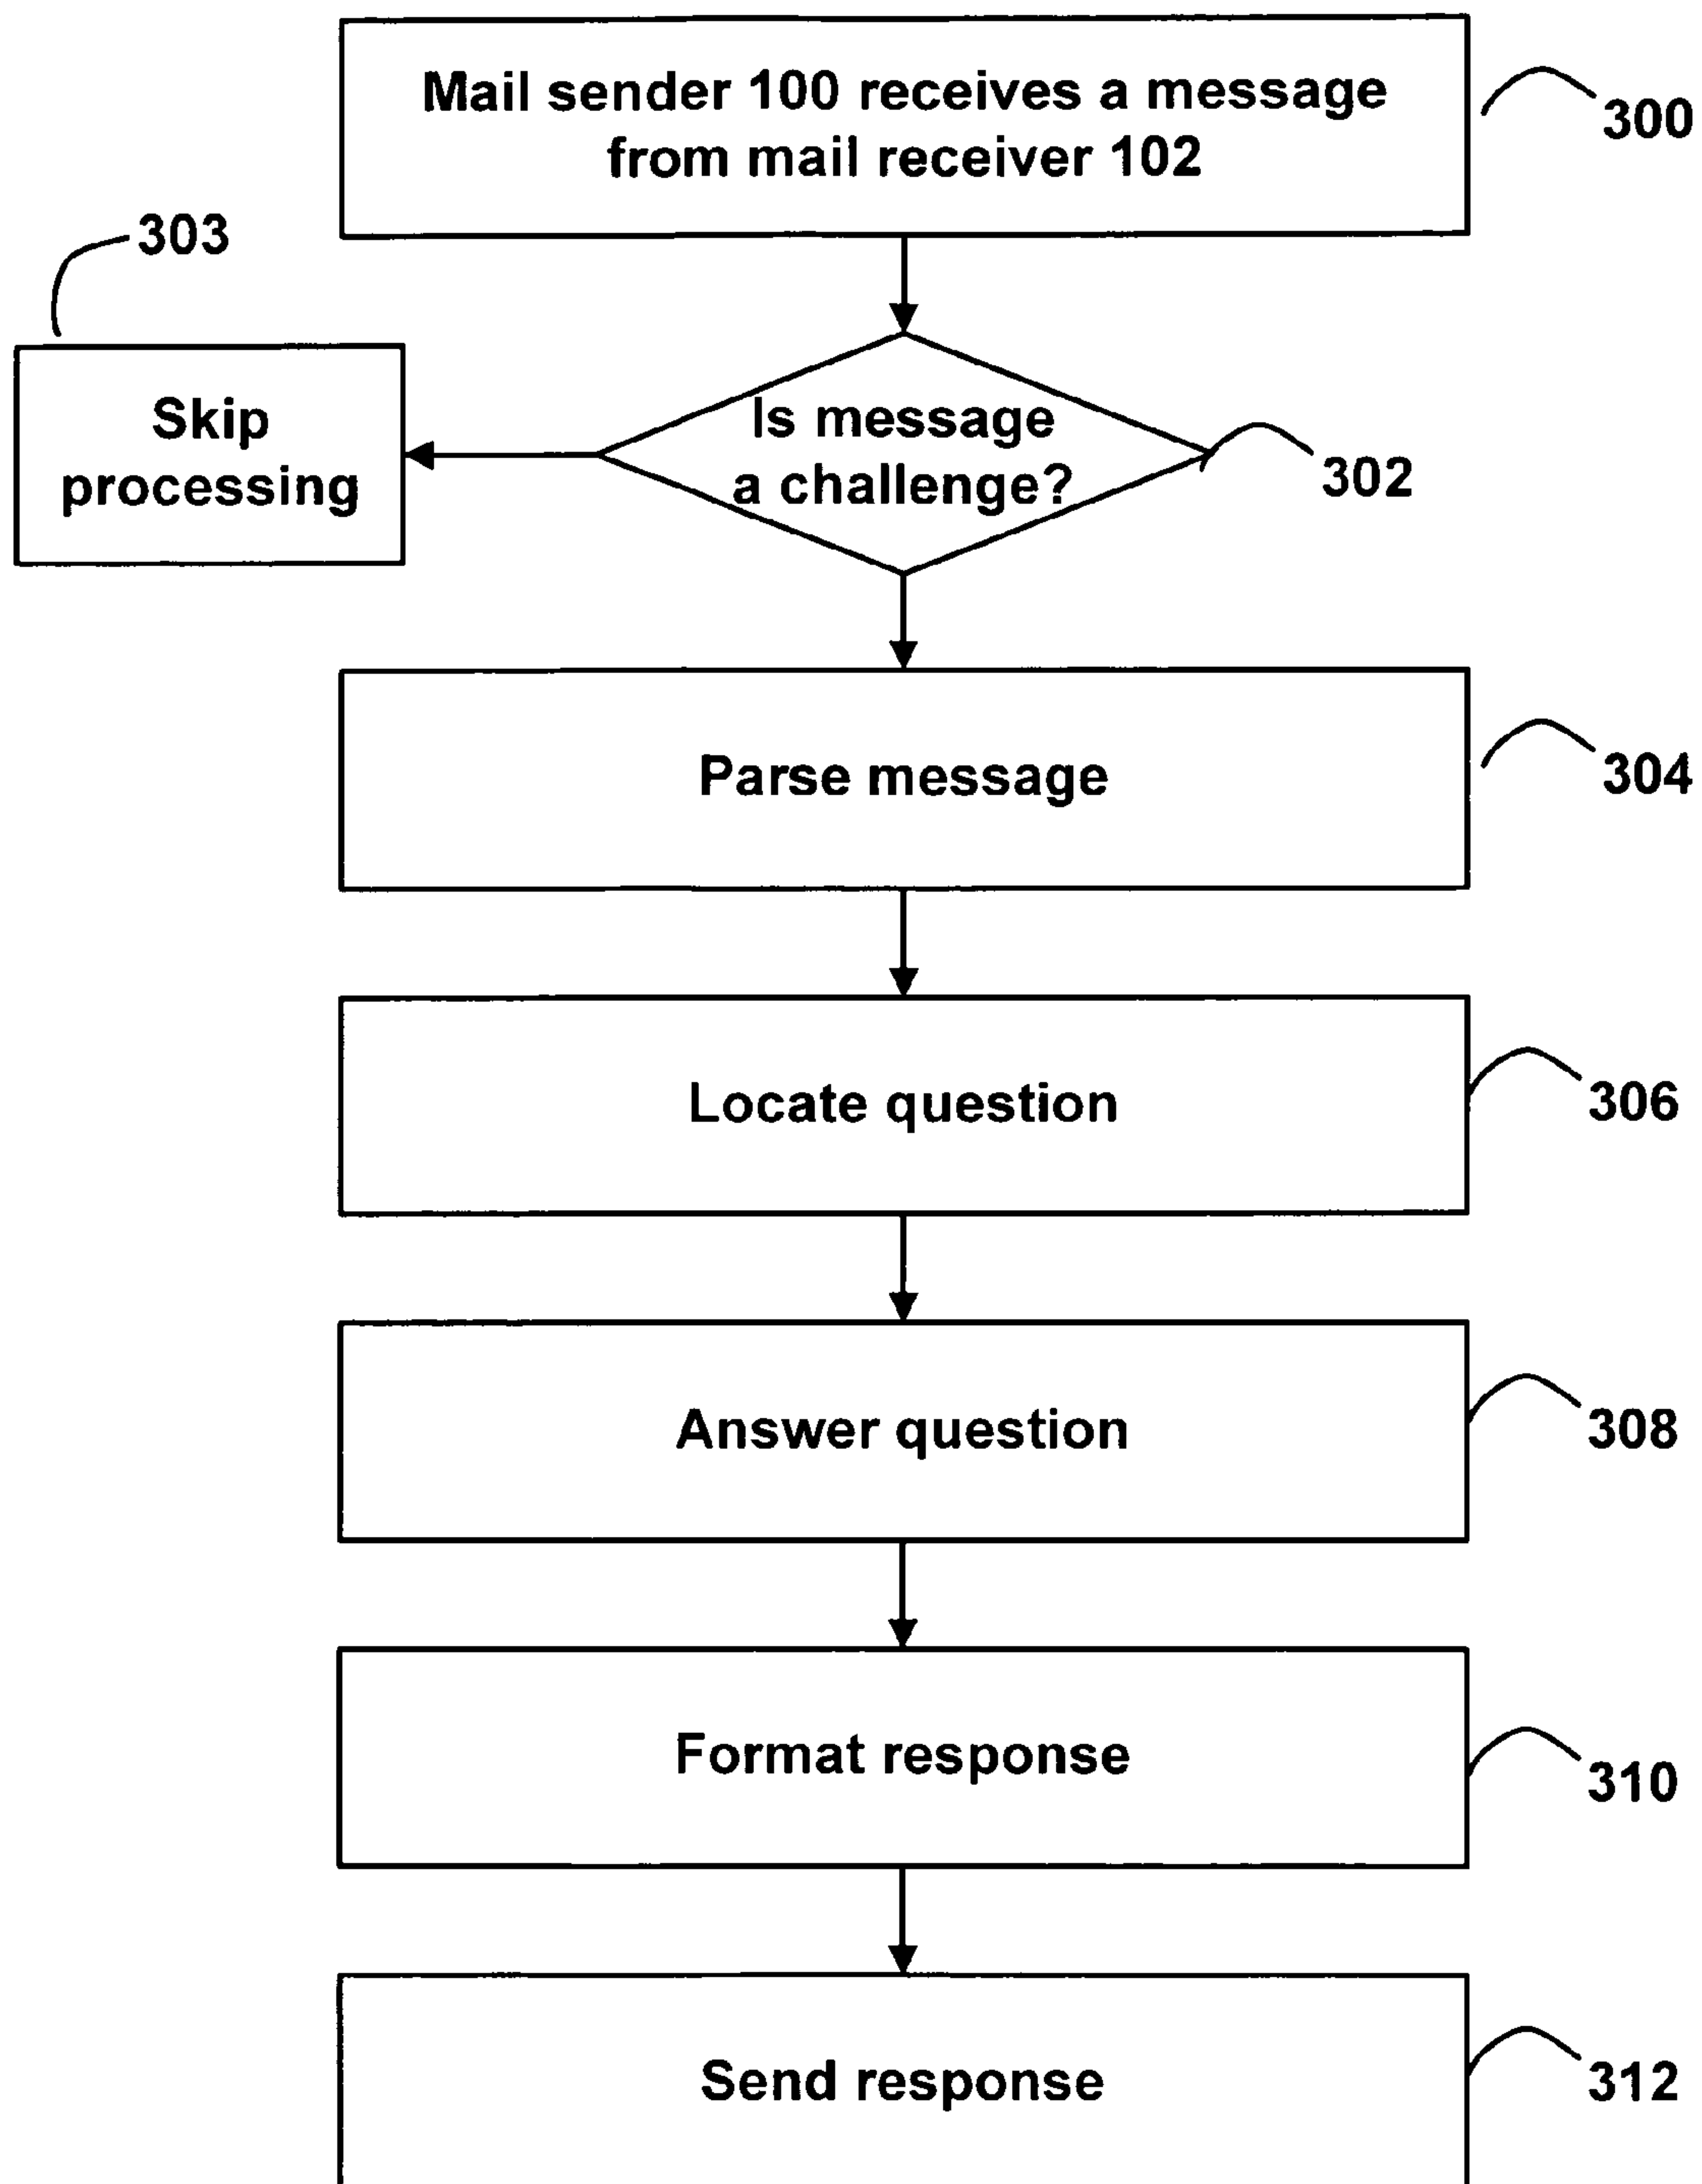 Mail sender 100 receives a message
from mail receiver 102
300
303
Skip
processing
Is message
a challenge?
302
Parse message
304
Locate question
306
Answer question
308
Format response
310
Send response
312